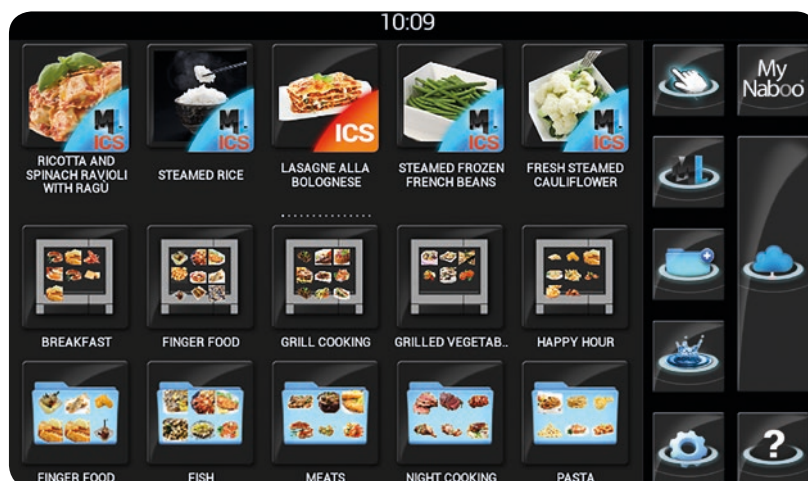 10:09
My
Naboo
M.
ICS
M.
ICS
ICS
M.
ICS
M.
ICS
RICOTTA AND
SPINACH RAVIOLI
WITH RAGÙ
STEAMED RICE
LASAGNE ALLA
BOLOGNESE
STEAMED FROZEN
FRENCH BEANS
FRESH STEAMED
CAULIFLOWER
BREAKFAST
FINGER FOOD
GRILL COOKING
GRILLED VEGETAB..
HAPPY HOUR
FINGER FOOD
FISH
MEATS
NIGHT COOKING
PASTA
?